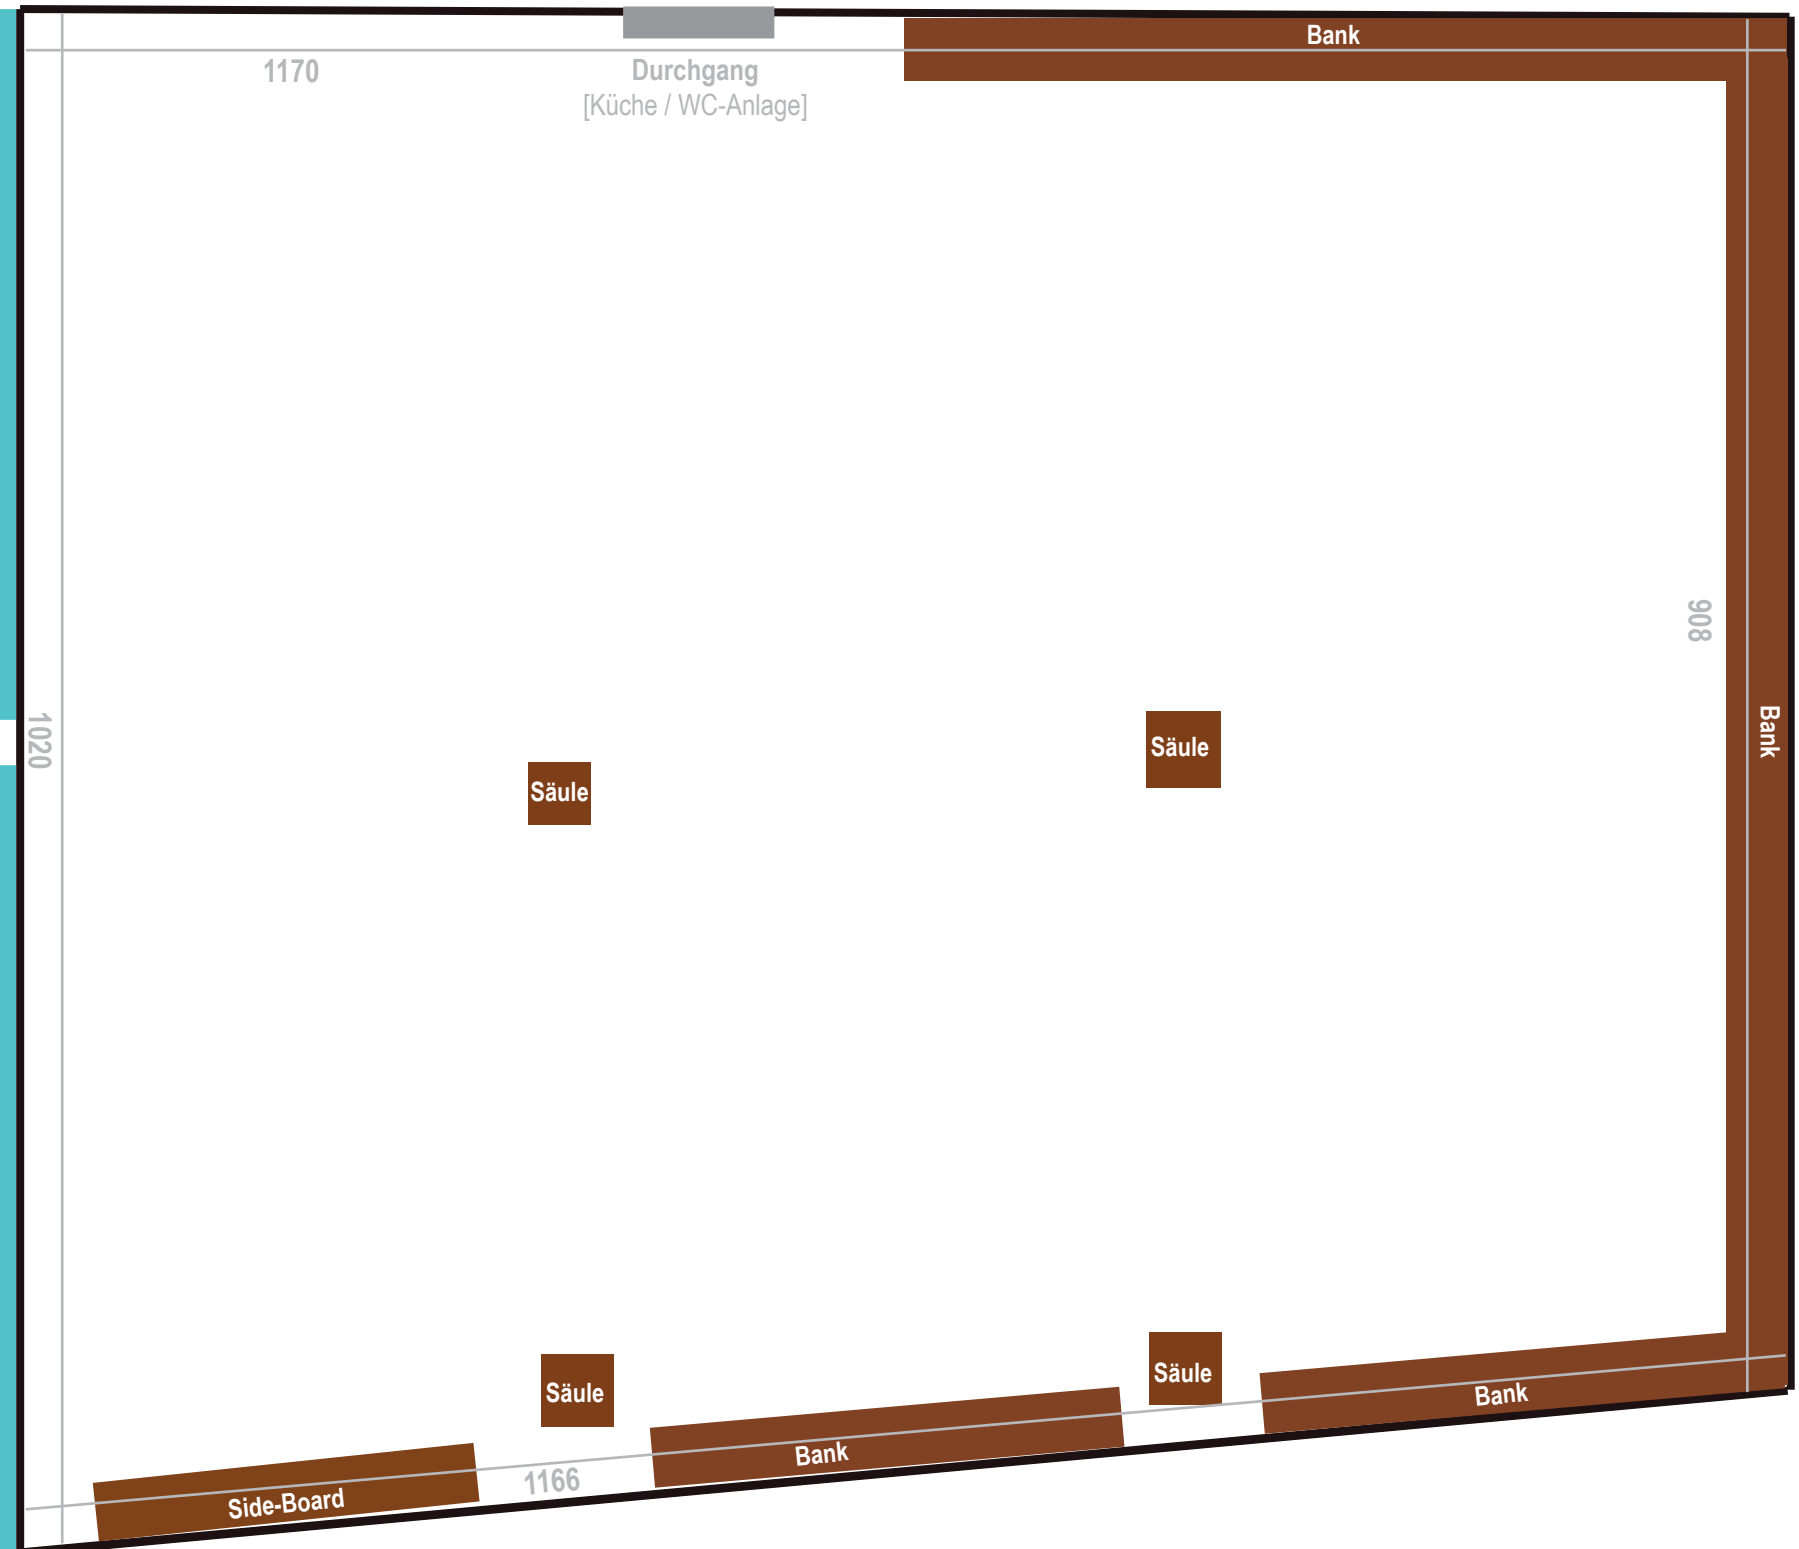 Bank
1170
Durchgang
[Küche / WC-Anlage]
908
Bank
1020
Säule
Säule
Säule
Säule
Bank
Bank
1166
Side-Board